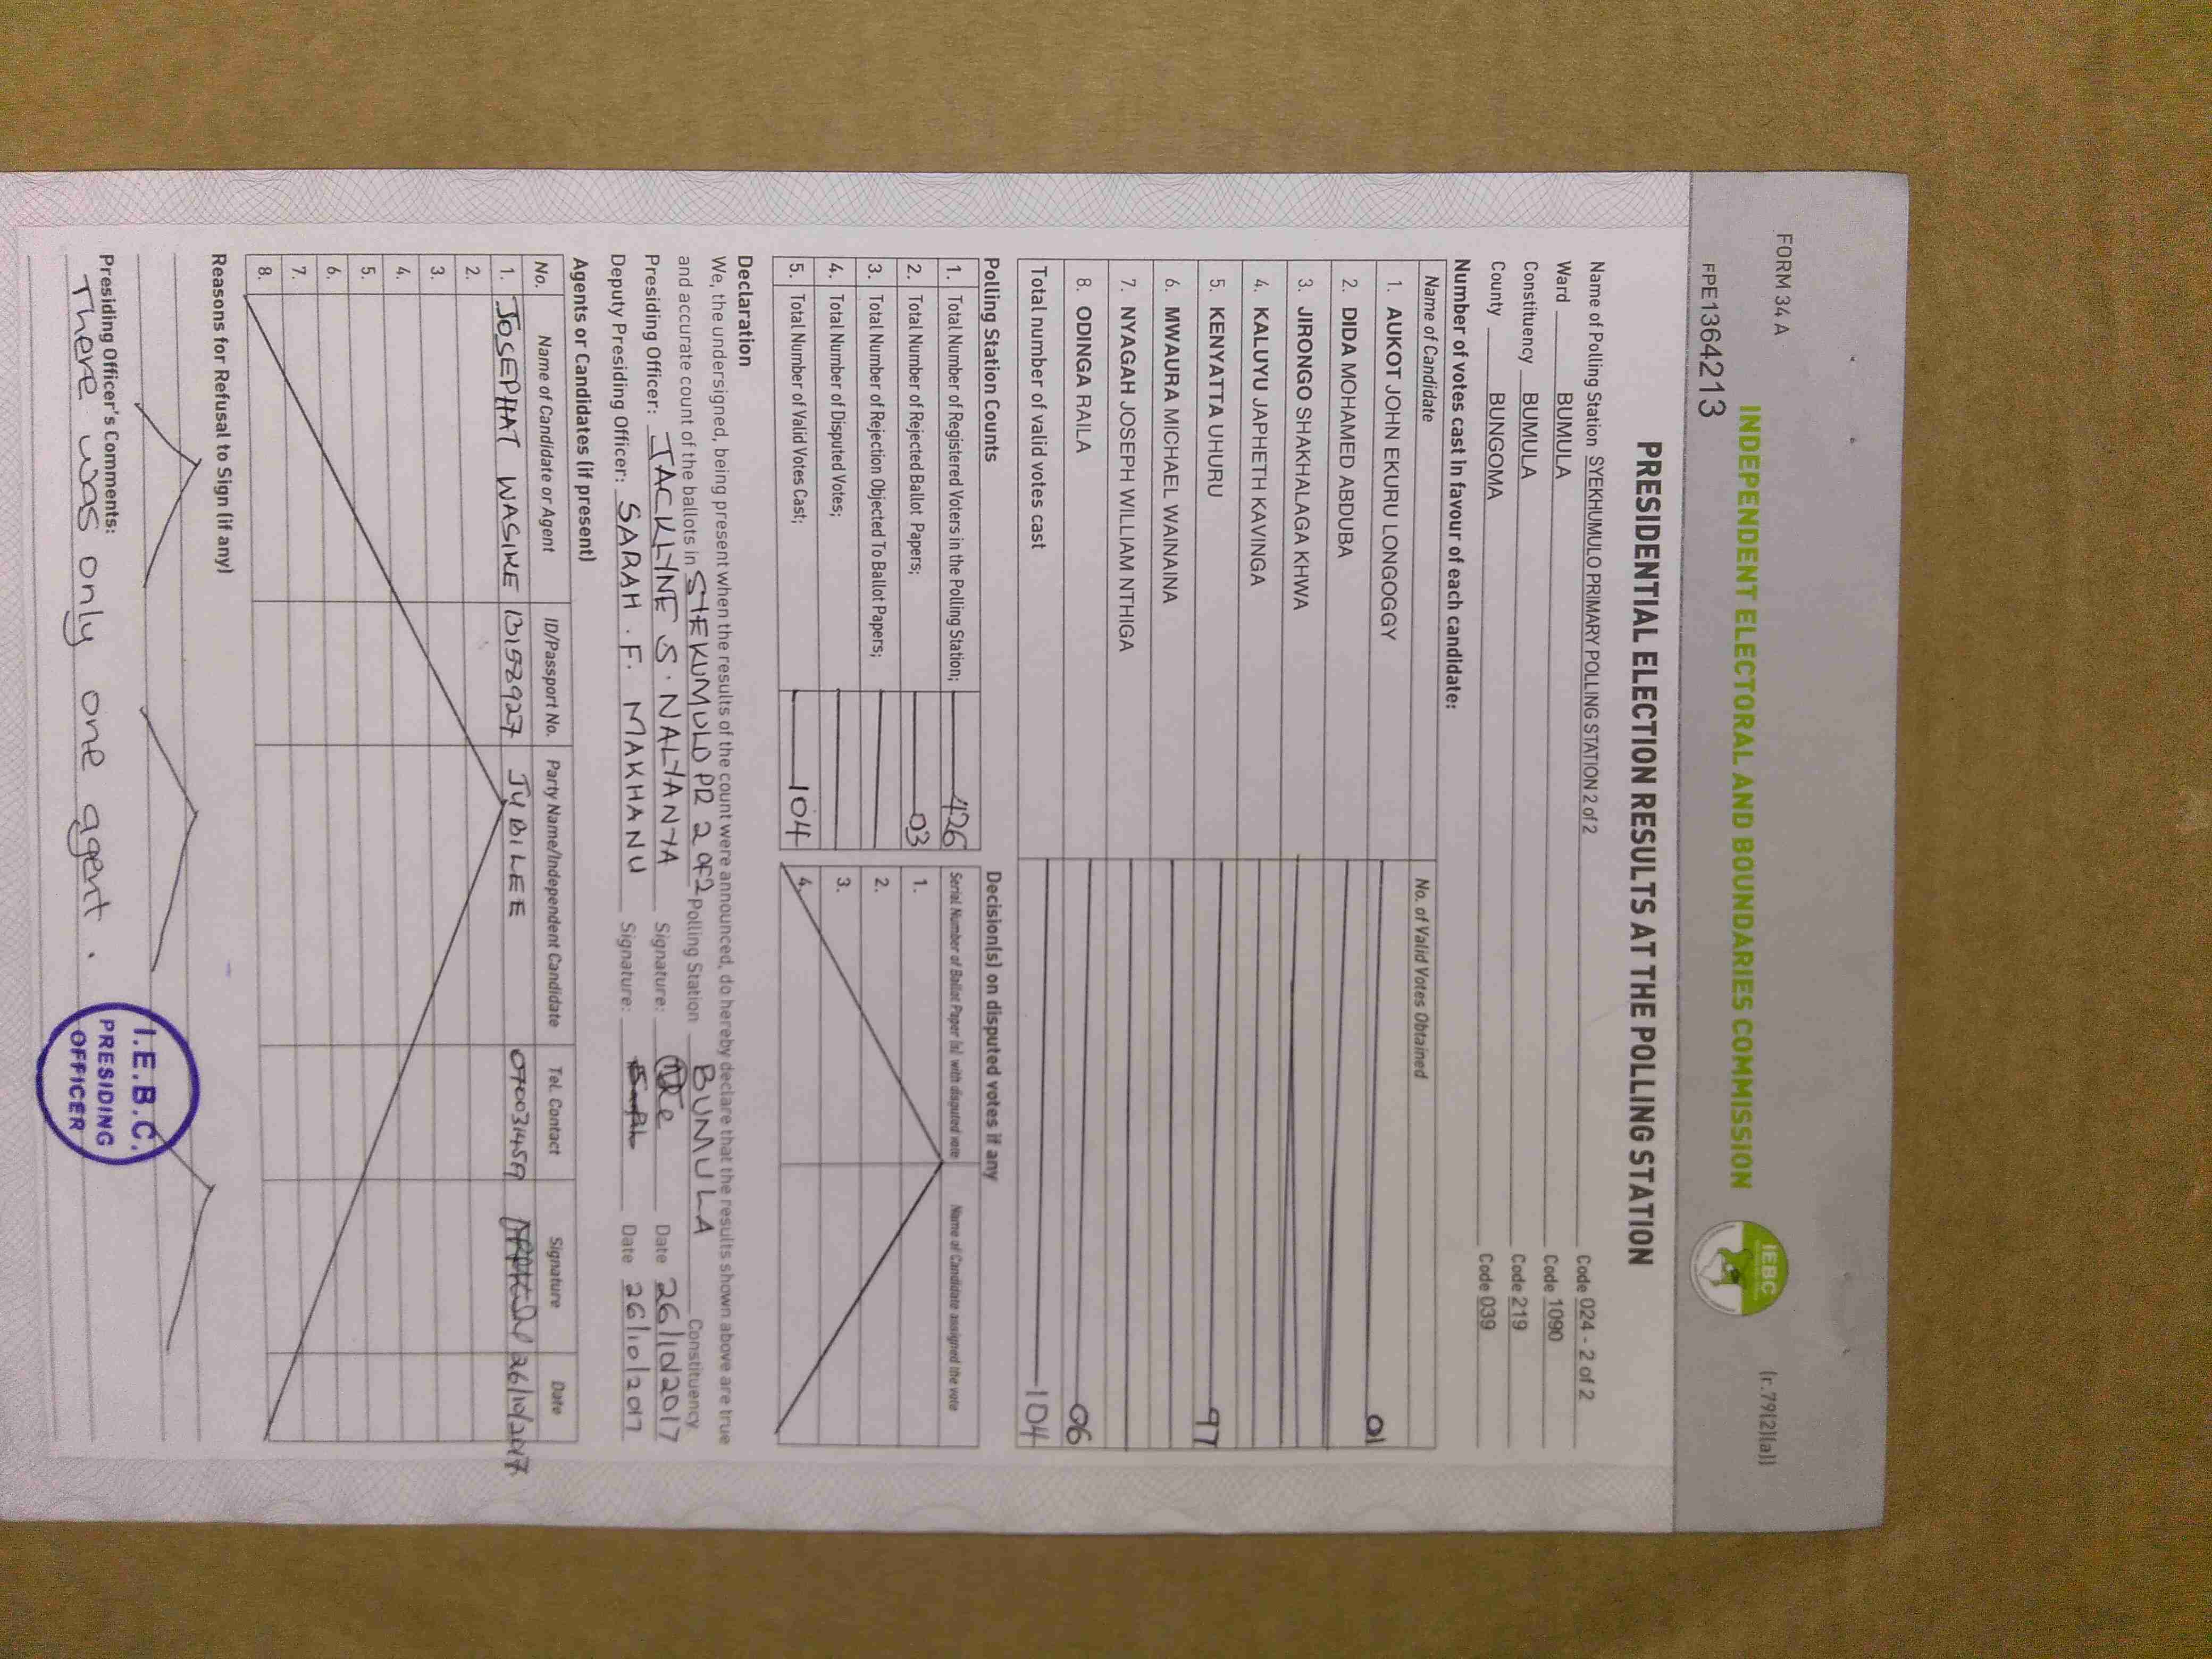 FORM 34 A
(r.79(2)(a))
INDEPENDENT ELECTORAL AND BOUNDARIES COMMISSION
IEBC
FPE13642 13
PRESIDENTIAL ELECTION RESULTS AT THE POLLING STATION
Name of Polling Station SYEKHUMULO PRIMARY POLLING STATION 2 of 2 Code 024 - 2 of 2
Ward BUMULA Code 1090
Constituency BUMULA Code 219
County BUNGOMA Code 039
Number of votes cast in favour of each candidate:
Name of Candidate No. of Valid Votes Obtained
1. AUKOT JOHN EKURU LONGOGGY 01
2. DIDA MOHAMED ABDUBA
3. JIRONGO SHAKHALAGA KHWA
4. KALUYU JAPHETH KAVINGA
5. KENYATTA UHURU 97
6. MWAURA MICHAEL WAINAINA
7. NYAGAH JOSEPH WILLIAM NTHIGA
8. ODINGA RAILA 06
Total number of valid votes cast 104
Polling Station Counts
1. Total Number of Registered Voters in the Polling Station; 426
2. Total Number of Rejected Ballot Papers; 03
3. Total Number of Rejection Objected To Ballot Papers;
4. Total Number of Disputed Votes;
5. Total Number of Valid Votes Cast; 104
Decision(s) on disputed votes if any
Serial Number of Ballot Paper (s) with disputed vote Name of Candidate assigned the vote
1.
2.
3.
4.
Declaration
We, the undersigned, being present when the results of the count were announced, do hereby declare that the results shown above are true
and accurate count of the ballots in SYEKUMULO PR 2 OF 2 Polling Station BUMULA Constituency
Presiding Officer: JACKLYNE S. NALYANYA Signature: Date 26/10/2017
Deputy Presiding Officer: SARAH . F. MAKHANU Signature: Date 26/10/2017
Agents or Candidates (if present)
No. Name of Candidate or Agent ID/Passport No. Party Name/Independent Candidate Tel. Contact Signature Date
1. JOSEPHAT WASIKE 13152927 JUBILEE 26/10/2017
2.
3.
4.
5.
6.
7.
8.
Reasons for Refusal to Sign (if any)
Presiding Officer's Comments:
There was only one agent.
I.E.B.C.
PRESIDING
OFFICER